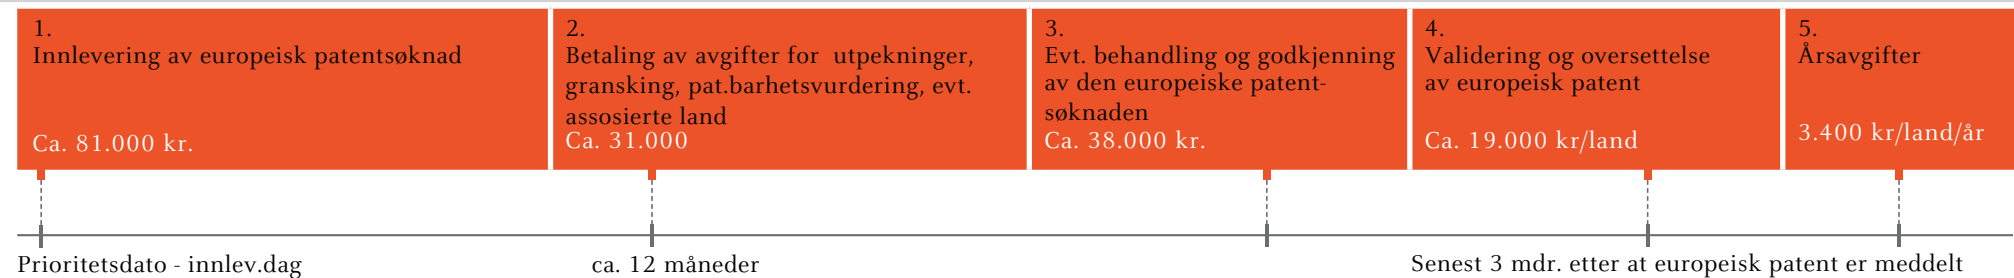 1.
Innlevering av europeisk patentsøknad
Ca. 81.000 kr.
2.
Betaling av avgifter for  utpekninger,
gransking, pat.barhetsvurdering, evt.
assosierte land
Ca. 31.000
3.
Evt. behandling og godkjenning
av den europeiske patent-
søknaden
Ca. 38.000 kr.
4.
Validering og oversettelse
av europeisk patent
Ca. 19.000 kr/land
5.
Årsavgifter
3.400 kr/land/år
Prioritetsdato - innlev.dag
ca. 12 måneder
Senest 3 mdr. etter at europeisk patent er meddelt